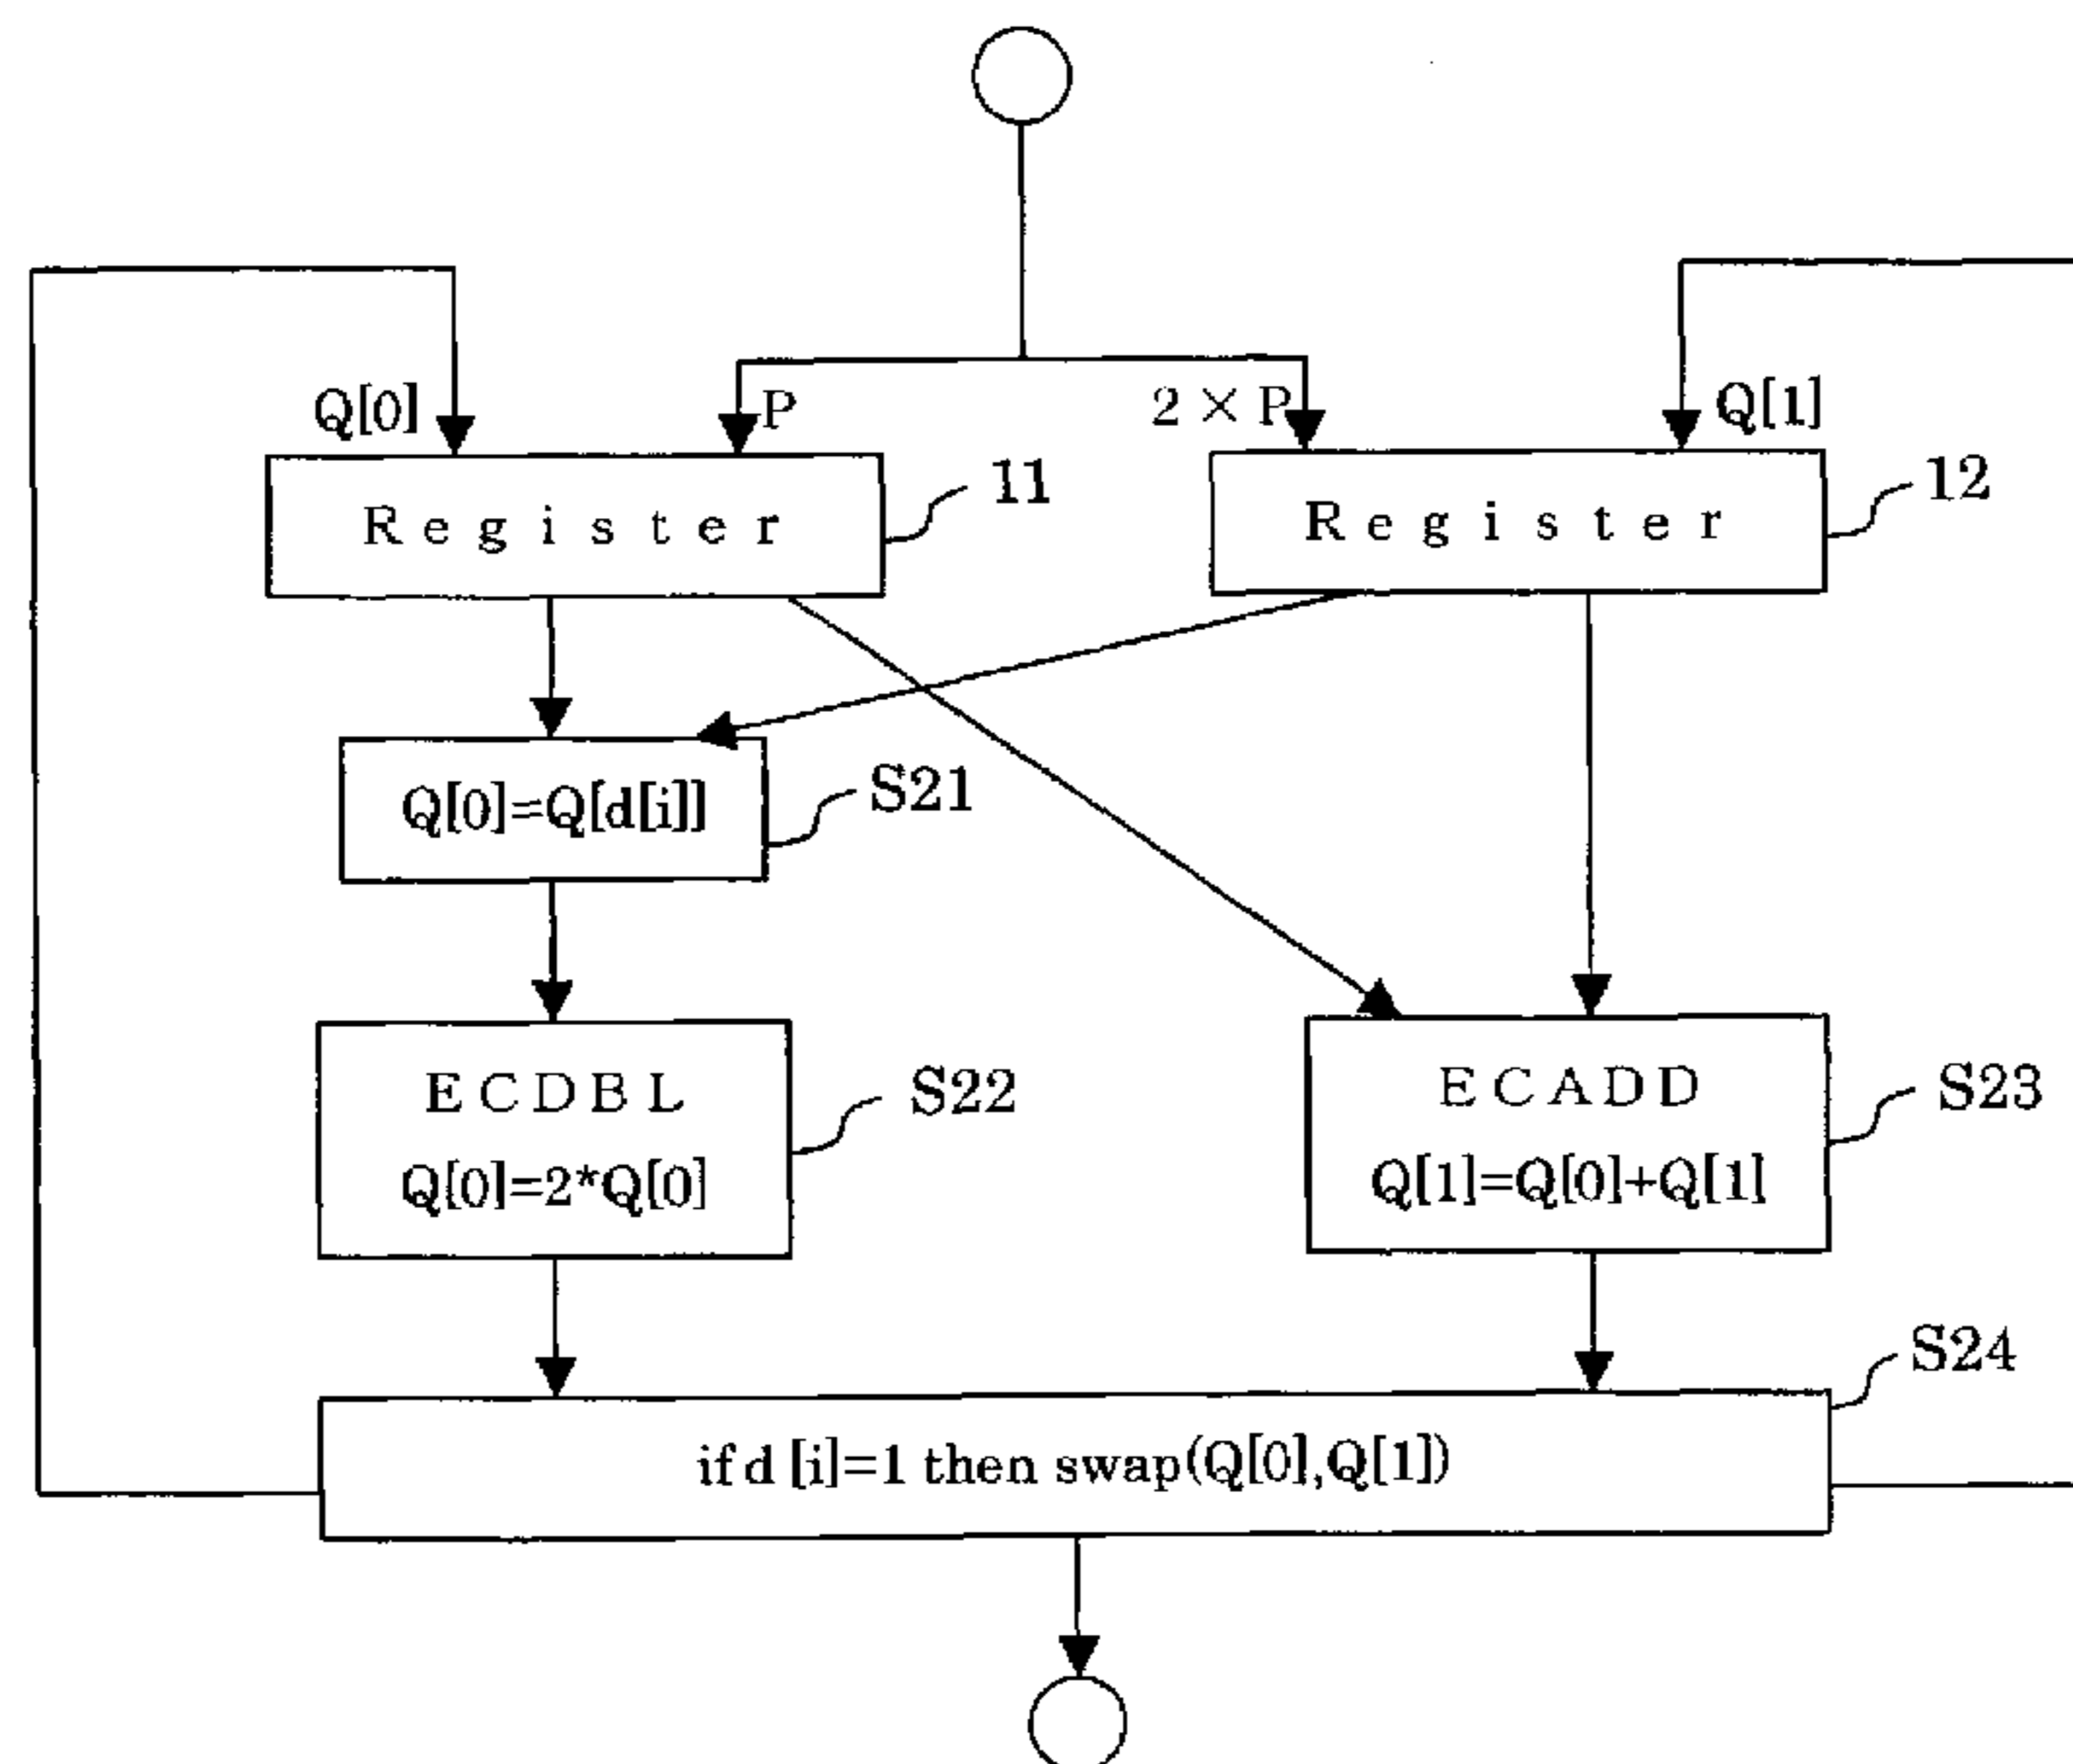 Q[0]
P
2 × P
Q[1]
Register
11
Register
12
Q[0]=Q[d[i]]
S21
ECDBL
Q[0]=2*Q[0]
S22
ECADD
Q[1]=Q[0]+Q[1]
S23
S24
if d [i]=1 then swap(Q[0],Q[1])